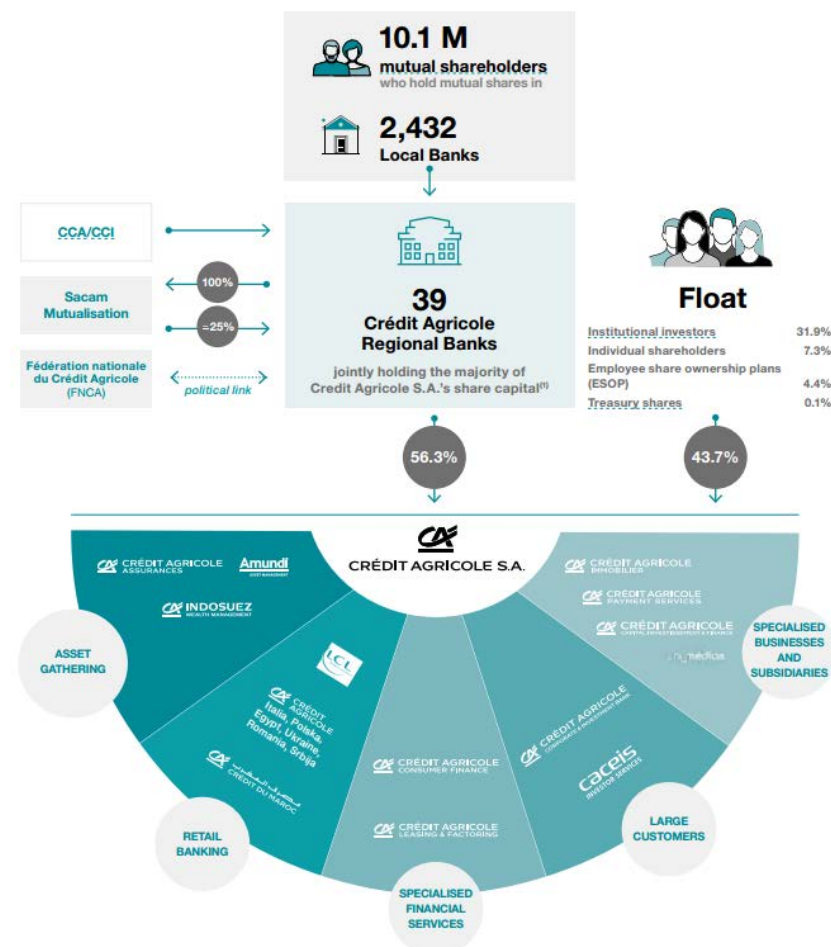 10.1 M
mutual shareholders
who hold mutual shares in
2,432
Local Banks
CCA/CCI
Sacam
Mutualisation
100%
=25%
Fédération nationale
du Crédit Agricole
(FNCA)
political link
39
Crédit Agricole
Regional Banks
jointly holding the majority of
Credit Agricole S.A.'s share capital(1)
Float
Institutional investors 31.9%
Individual shareholders 7.3%
Employee share ownership plans
(ESOP) 4.4%
Treasury shares 0.1%
56.3%
43.7%
CRÉDIT AGRICOLE S.A.
CRÉDIT AGRICOLE
ASSURANCES
Amundi
ASSET MANAGEMENT
INDOSUEZ
WEALTH MANAGEMENT
ASSET
GATHERING
LCL
CRÉDIT
AGRICOLE
Italia, Polska,
Egypt, Ukraine,
Romania, Srbija
مصرف المغرب
CRÉDIT DU MAROC
RETAIL
BANKING
CRÉDIT AGRICOLE
CONSUMER FINANCE
CRÉDIT AGRICOLE
LEASING & FACTORING
SPECIALISED
FINANCIAL
SERVICES
CRÉDIT AGRICOLE
CORPORATE & INVESTMENT BANK
caceis
INVESTOR SERVICES
LARGE
CUSTOMERS
CRÉDIT AGRICOLE
IMMOBILIER
CRÉDIT AGRICOLE
PAYMENT SERVICES
CRÉDIT AGRICOLE
CAPITAL INVESTISSEMENT & FINANCE
SPECIALISED
BUSINESSES
AND
SUBSIDIARIES